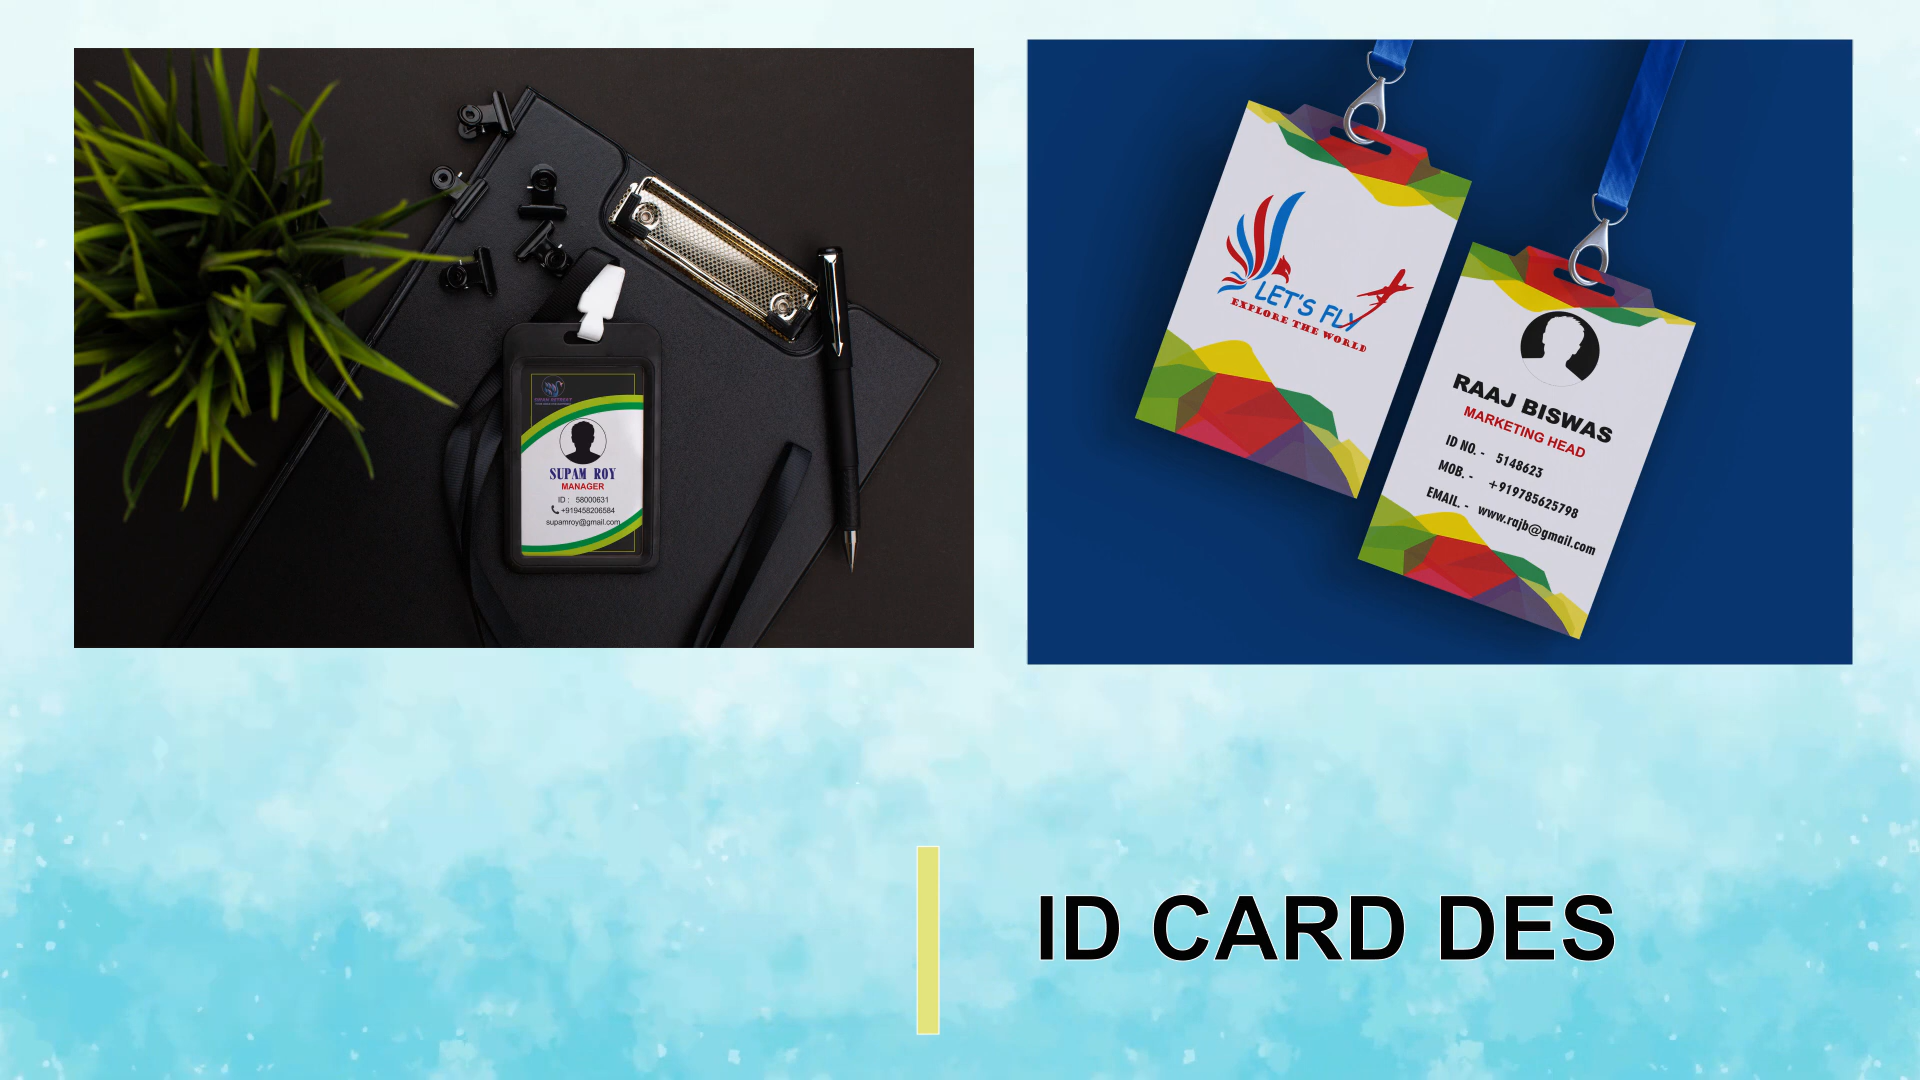 SUPAM ROY
MANAGER
ID : 58000631
+919458206584
supamroy@gmail.com
LET'S FLY
EXPLORE THE WORLD
RAAJ BISWAS
MARKETING HEAD
ID NO. - 5148623
MOB. - +919785625798
EMAIL. - www.rajb@gmail.com
ID CARD DES